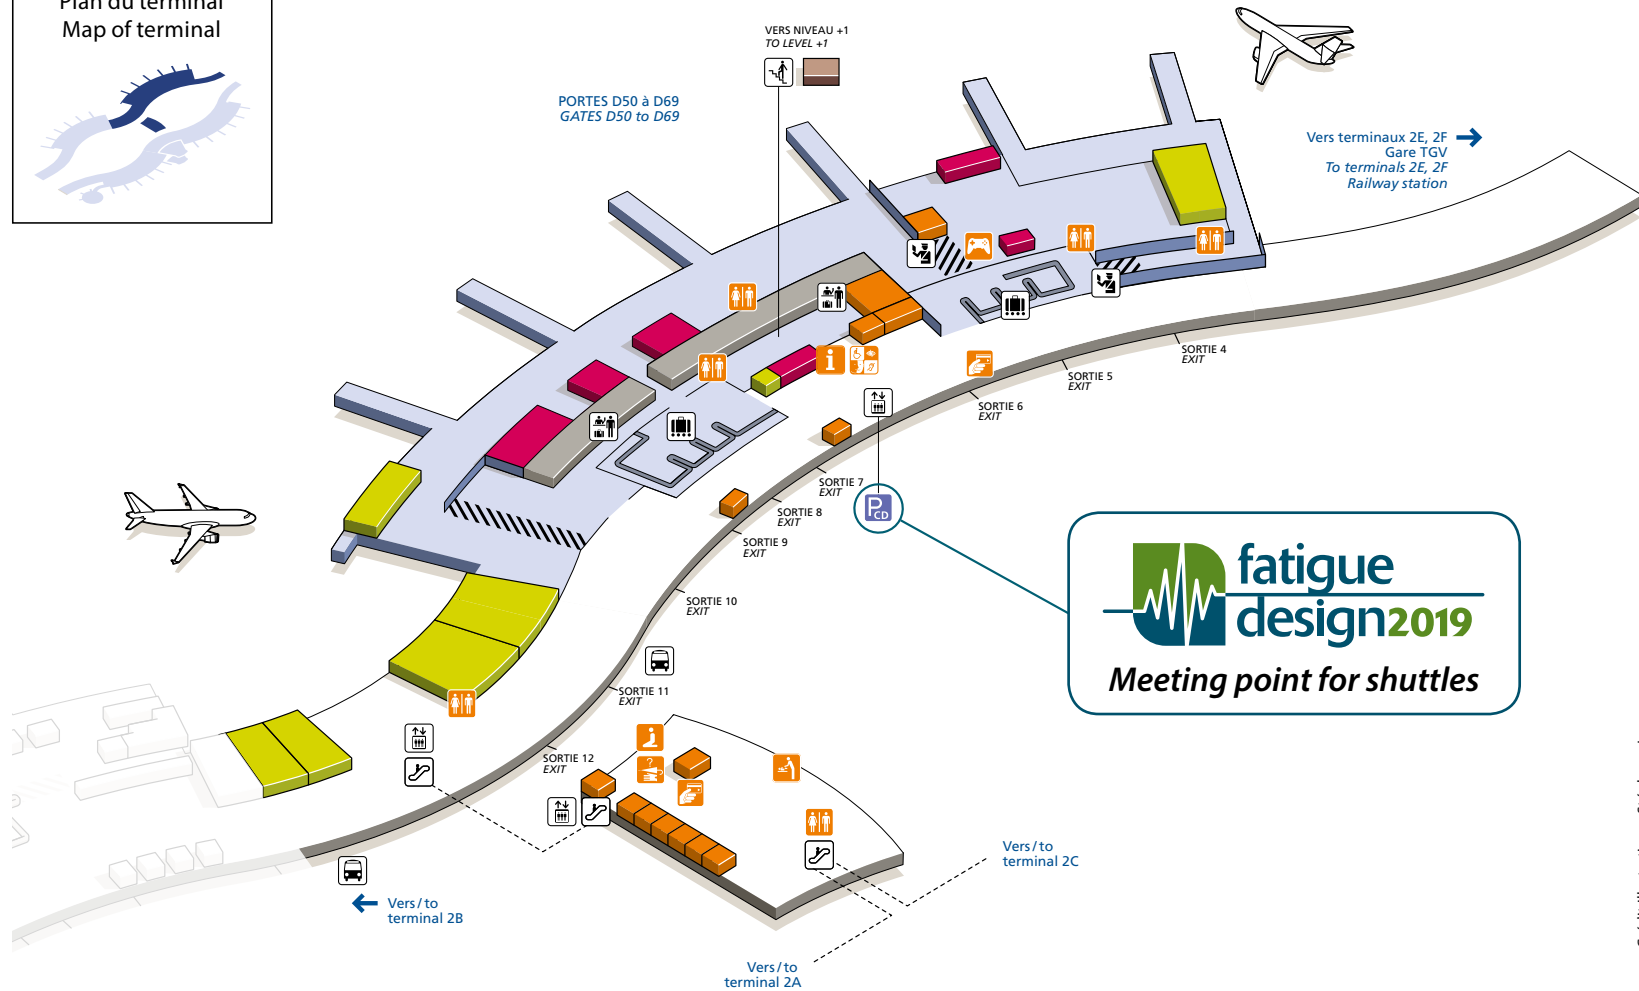 Plan du terminal
Map of terminal
VERS NIVEAU +1
TO LEVEL +1
PORTES D50 à D69
GATES D50 to D69
Vers terminaux 2E, 2F
Gare TGV
To terminals 2E, 2F
Railway station
SORTIE 4
EXIT
SORTIE 5
EXIT
SORTIE 6
EXIT
SORTIE 7
EXIT
SORTIE 8
EXIT
SORTIE 9
EXIT
SORTIE 10
EXIT
SORTIE 11
EXIT
SORTIE 12
EXIT
i
?
PCD
fatigue
design2019
Meeting point for shuttles
Vers/to
terminal 2C
Vers/to
terminal 2B
Vers/to
terminal 2A